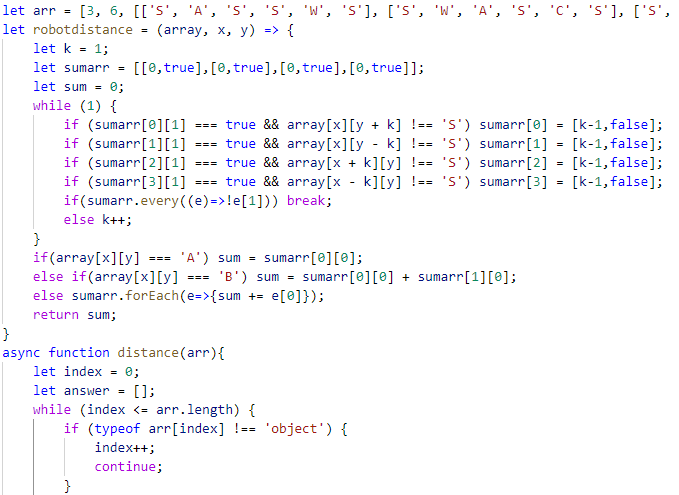 let arr = [3, 6, [['S', 'A', 'S', 'S', 'W', 'S'], ['S', 'W', 'A', 'S', 'C', 'S'], ['S',
let robotdistance = (array, x, y) => {
    let k = 1;
    let sumarr = [[0,true],[0,true],[0,true],[0,true]];
    let sum = 0;
    while (1) {
        if (sumarr[0][1] === true && array[x][y + k] !== 'S') sumarr[0] = [k-1,false];
        if (sumarr[1][1] === true && array[x][y - k] !== 'S') sumarr[1] = [k-1,false];
        if (sumarr[2][1] === true && array[x + k][y] !== 'S') sumarr[2] = [k-1,false];
        if (sumarr[3][1] === true && array[x - k][y] !== 'S') sumarr[3] = [k-1,false];
        if(sumarr.every((e)=>!e[1])) break;
        else k++;
    }
    if(array[x][y] === 'A') sum = sumarr[0][0];
    else if(array[x][y] === 'B') sum = sumarr[0][0] + sumarr[1][0];
    else sumarr.forEach(e=>{sum += e[0]});
    return sum;
}
async function distance(arr){
    let index = 0;
    let answer = [];
    while (index <= arr.length) {
        if (typeof arr[index] !== 'object') {
            index++;
            continue;
        }